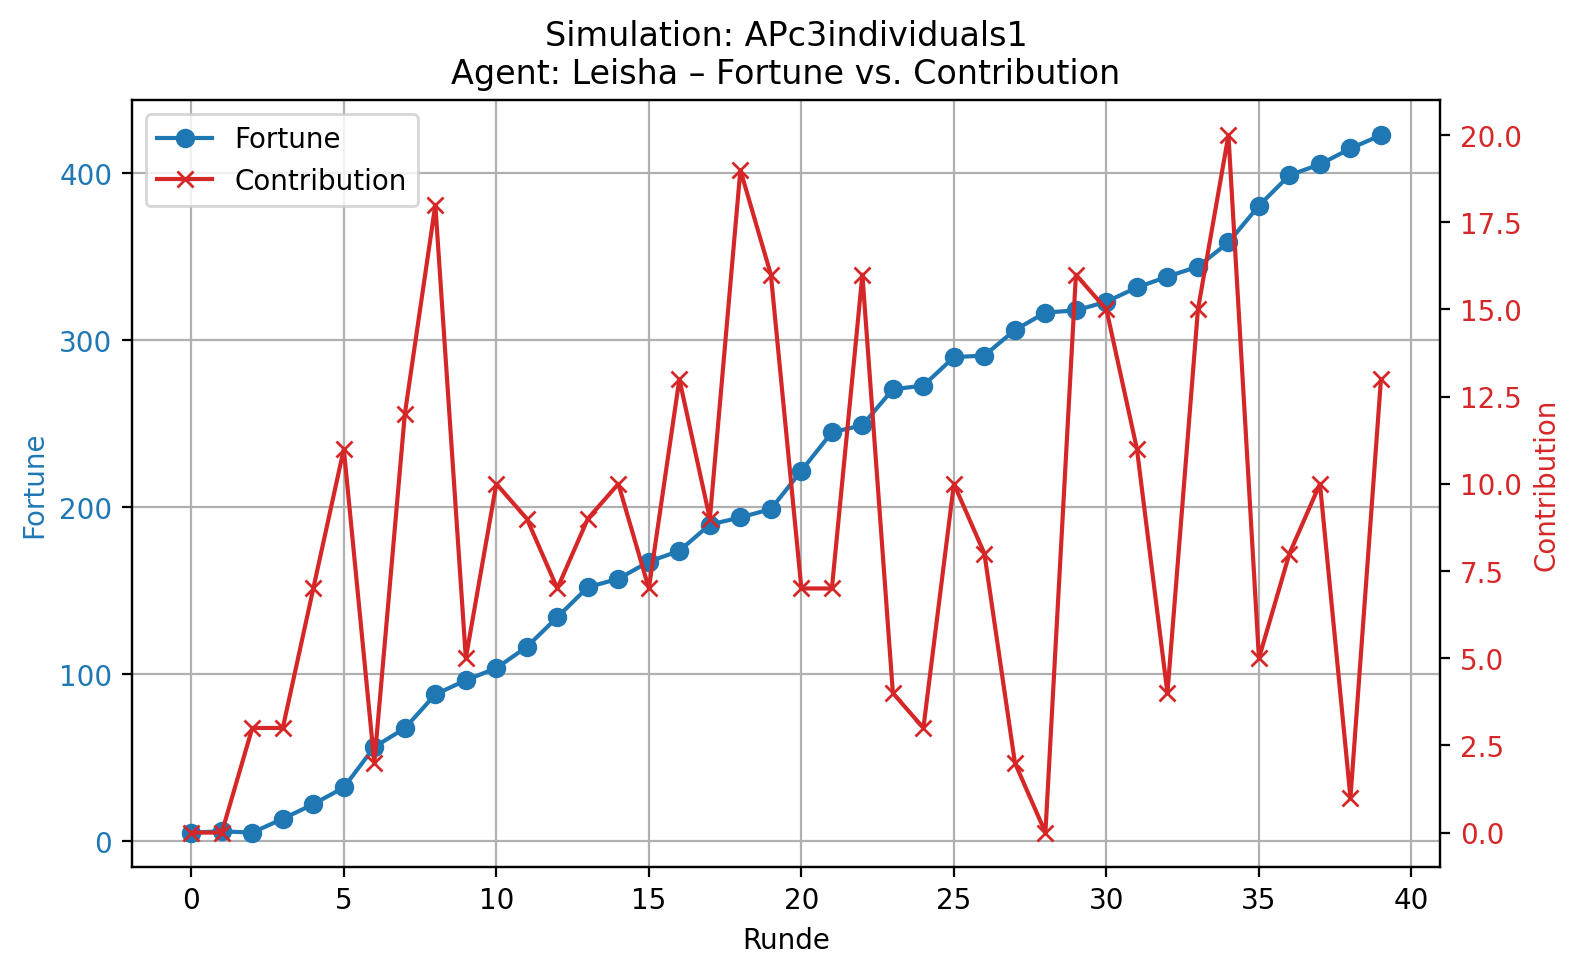 Simulation: APc3individuals1
Agent: Leisha – Fortune vs. Contribution
Fortune
Contribution
400
300
200
100
0
Fortune
20.0
17.5
15.0
12.5
10.0
7.5
5.0
2.5
0.0
Contribution
0 5 10 15 20 25 30 35 40
Runde